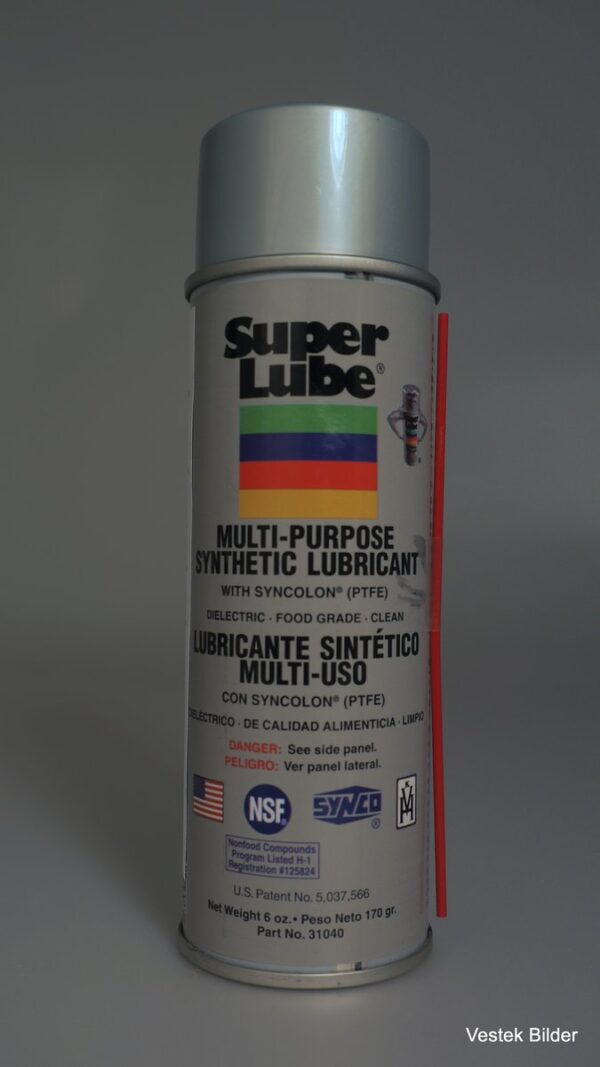 Super
Lube®
MULTI-PURPOSE
SYNTHETIC LUBRICANT
WITH SYNCOLON® (PTFE)
DIELECTRIC · FOOD GRADE · CLEAN
LUBRICANTE SINTÉTICO
MULTI-USO
CON SYNCOLON® (PTFE)
DIELÉCTRICO · DE CALIDAD ALIMENTICIA · LIMPIO
DANGER: See side panel.
PELIGRO: Ver panel lateral.
NSF®
SYNCO®
Nonfood Compounds
Program Listed H-1
Registration #125824
U.S. Patent No. 5,037,566
Net Weight 6 oz. • Peso Neto 170 gr.
Part No. 31040
Vestek Bilder